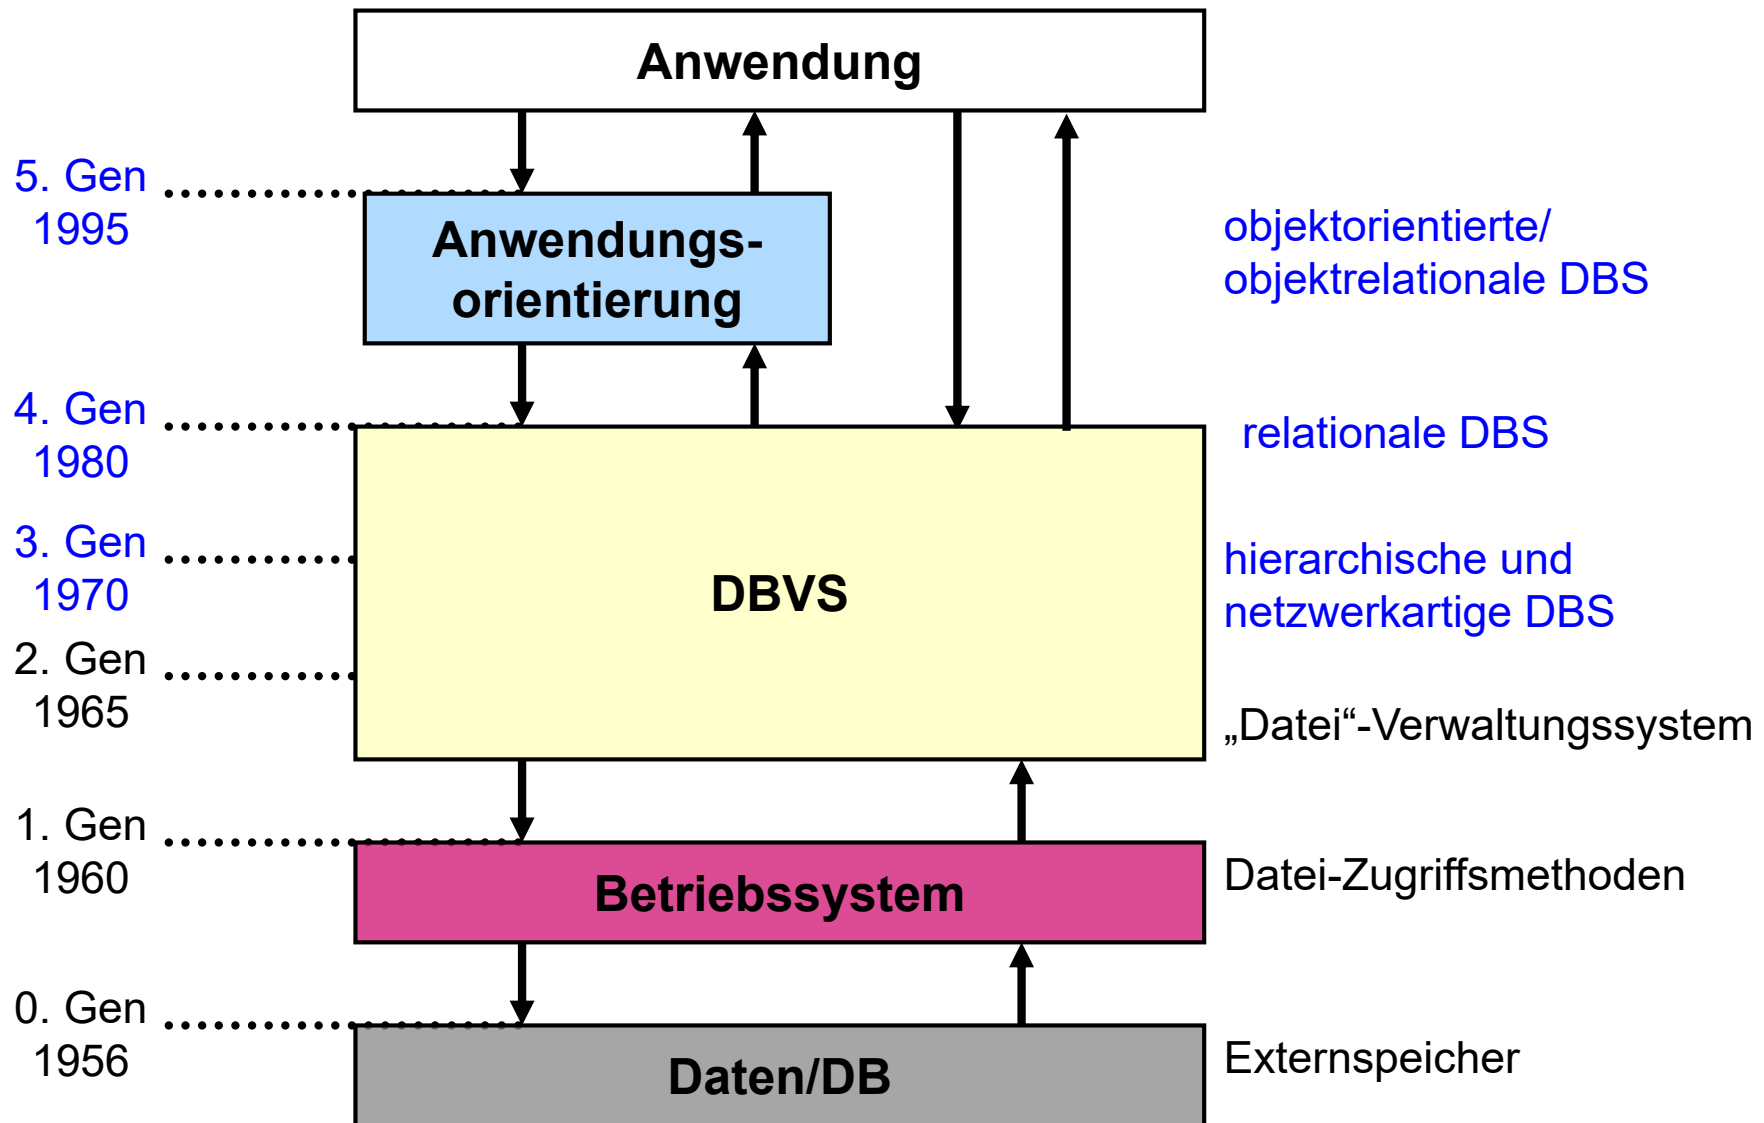 Anwendung
5. Gen
1995
Anwendungs-
orientierung
objektorientierte/
objektrelationale DBS
4. Gen
1980
relationale DBS
3. Gen
1970
DBVS
hierarchische und
netzwerkartige DBS
2. Gen
1965
„Datei“-Verwaltungssystem
1. Gen
1960
Betriebssystem
Datei-Zugriffsmethoden
0. Gen
1956
Daten/DB
Externspeicher